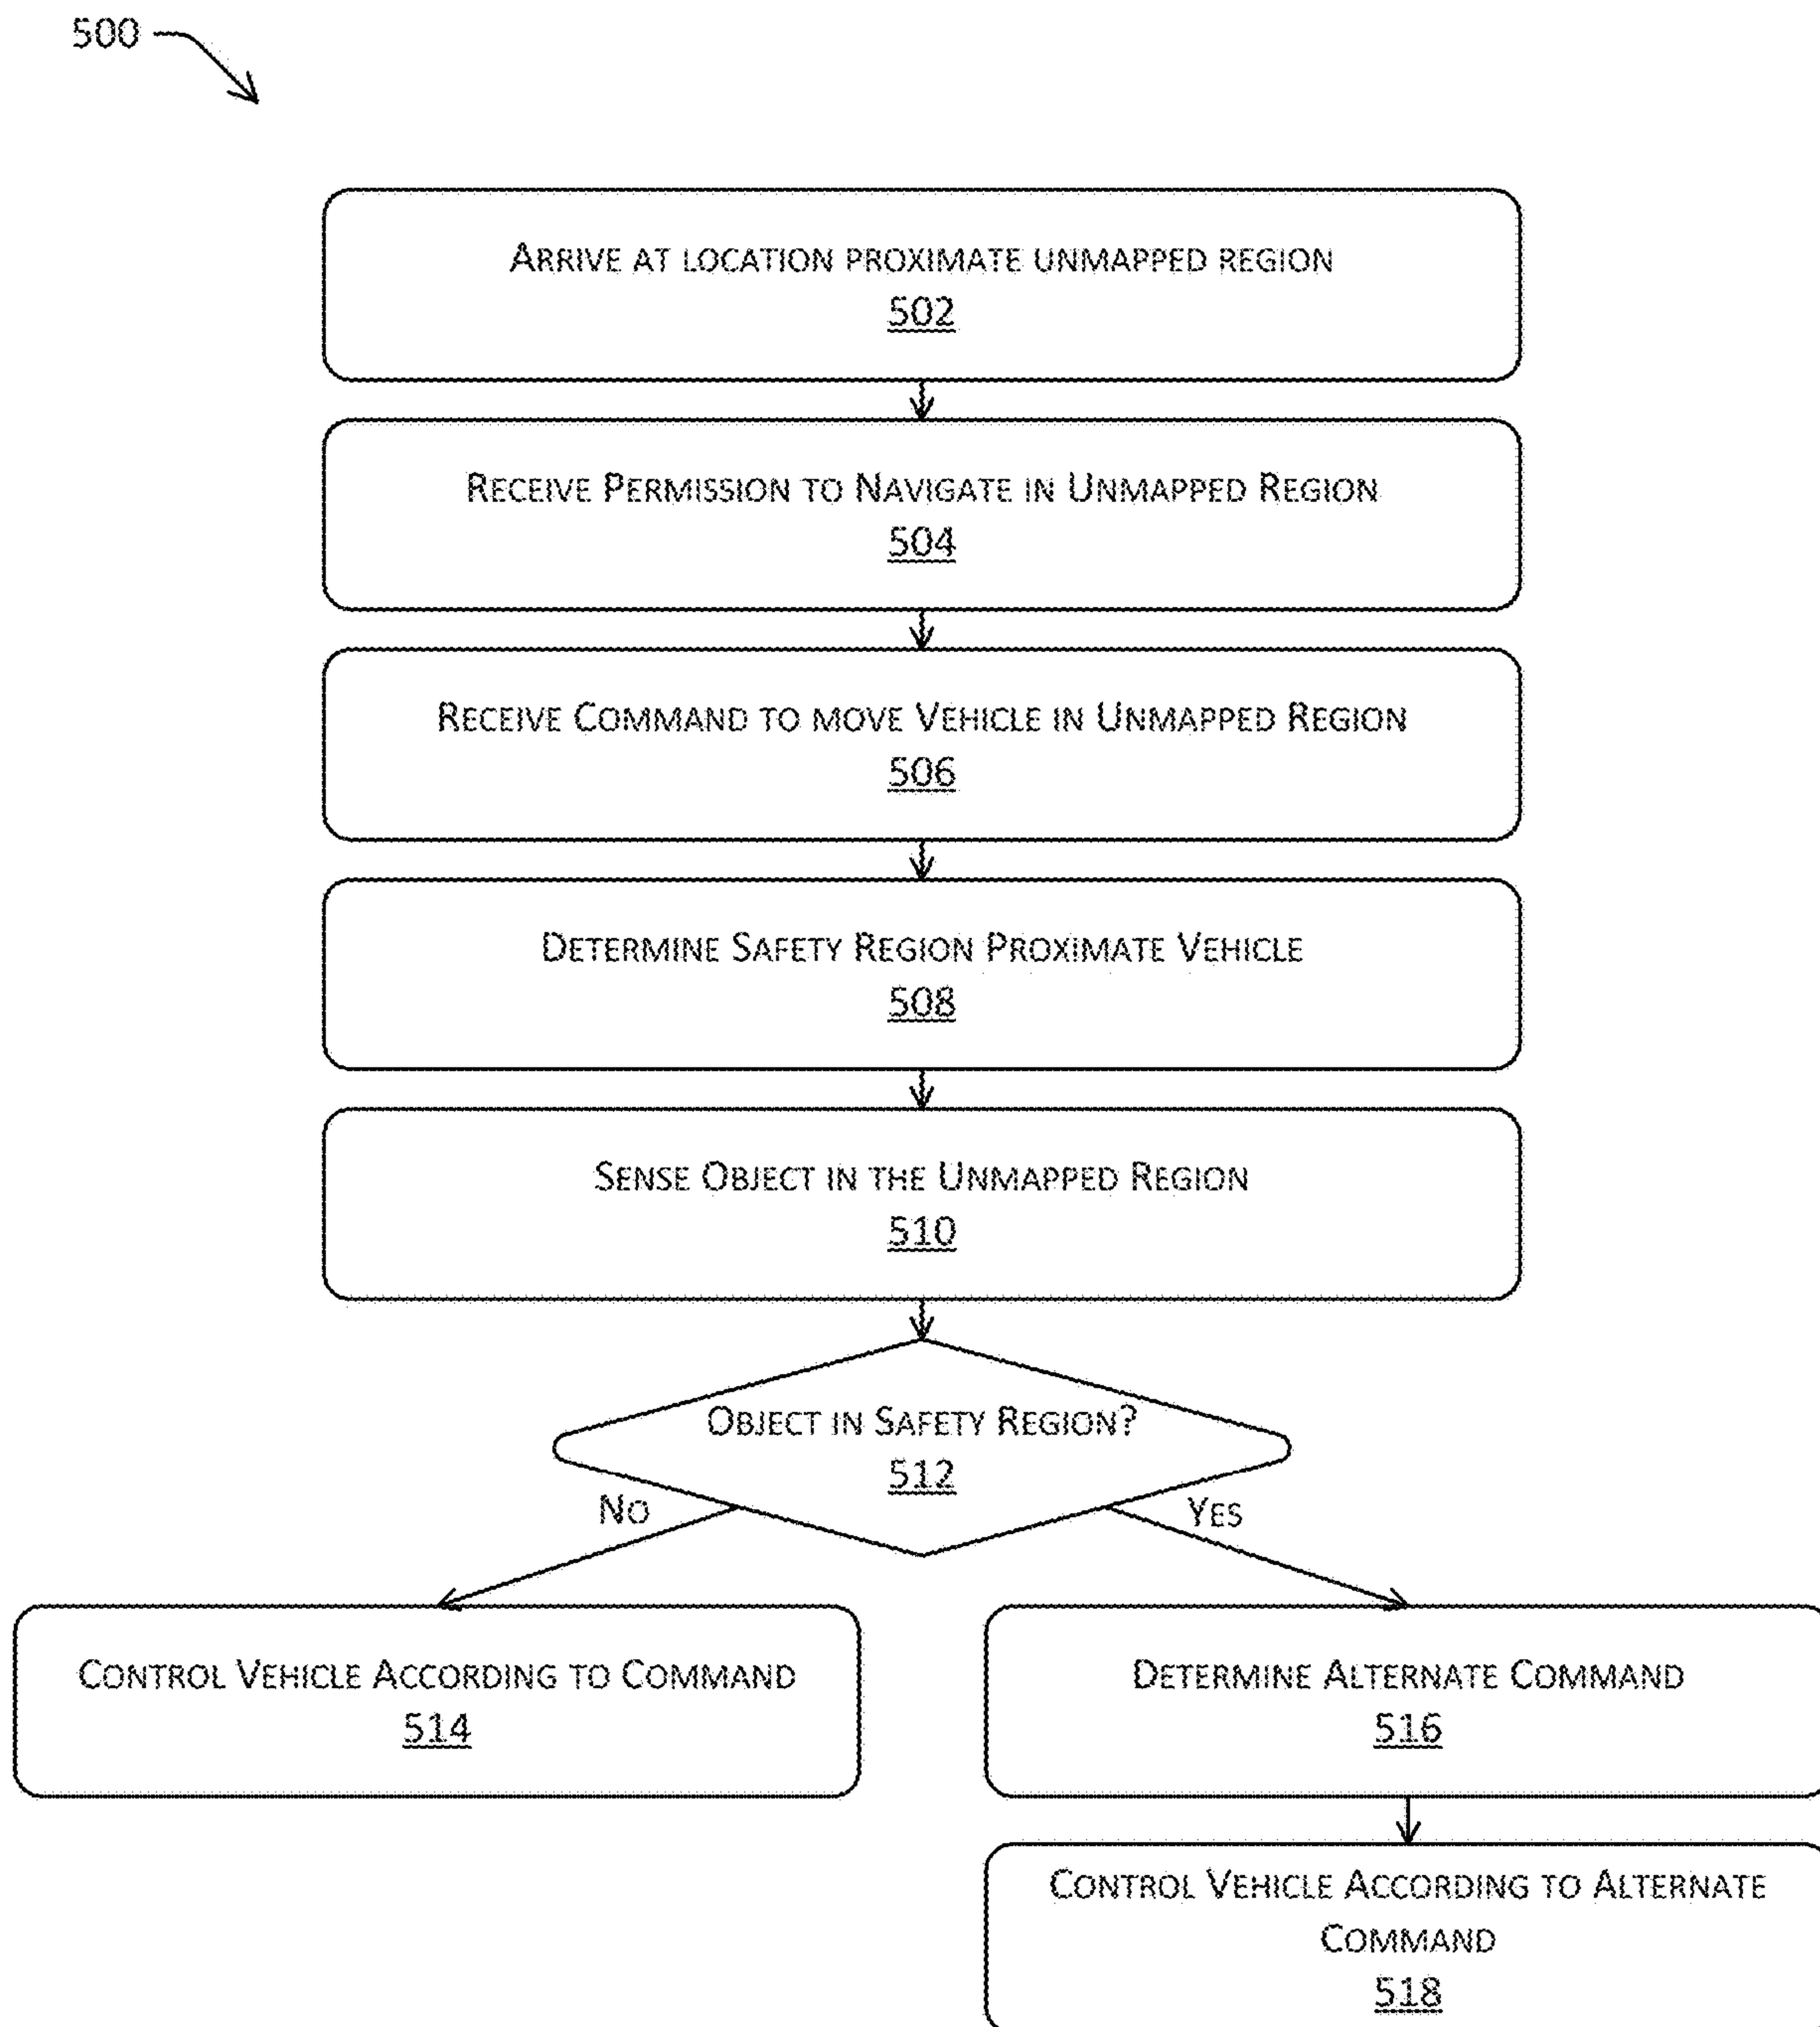 500
Arrive at location proximate unmapped region
502
Receive Permission to Navigate in Unmapped Region
504
Receive Command to move Vehicle in Unmapped Region
506
Determine Safety Region Proximate Vehicle
508
Sense Object in the Unmapped Region
510
Object in Safety Region?
512
No
Yes
Control Vehicle According to Command
514
Determine Alternate Command
516
Control Vehicle According to Alternate
Command
518